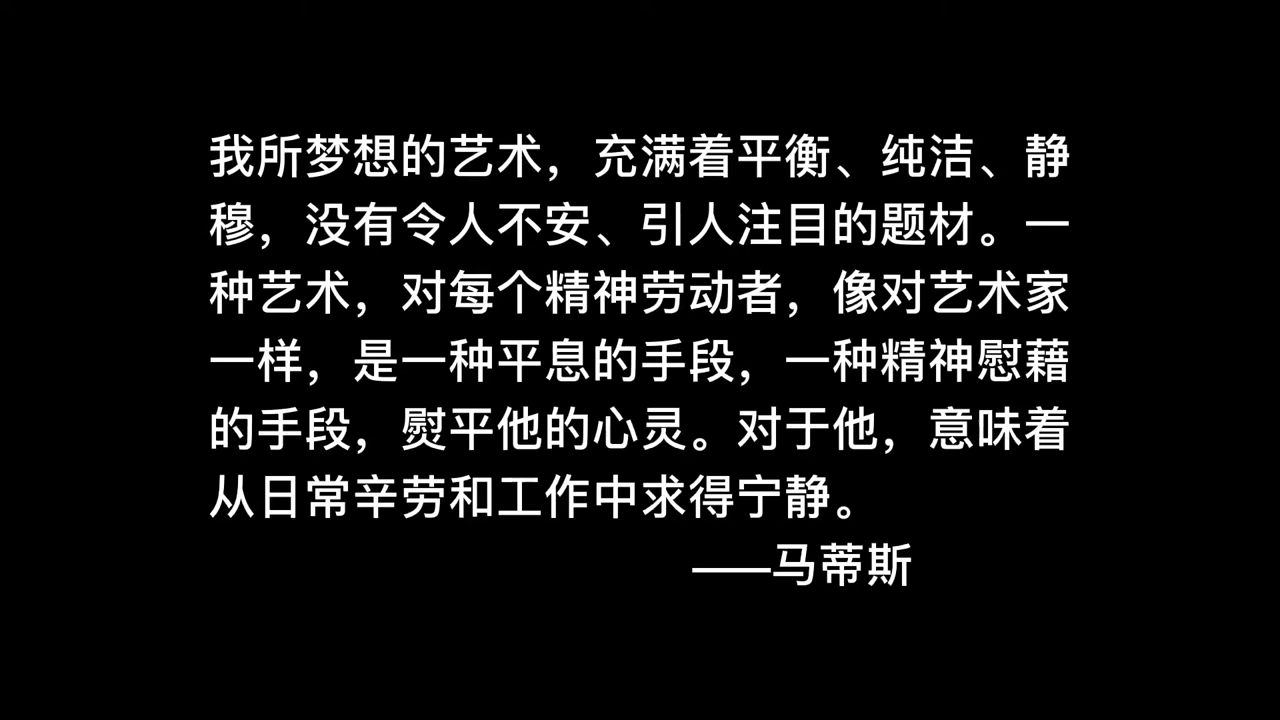 我所梦想的艺术，充满着平衡、纯洁、静
穆，没有令人不安、引人注目的题材。一
种艺术，对每个精神劳动者，像对艺术家
一样，是一种平息的手段，一种精神慰藉
的手段，熨平他的心灵。对于他，意味着
从日常辛劳和工作中求得宁静。
——马蒂斯